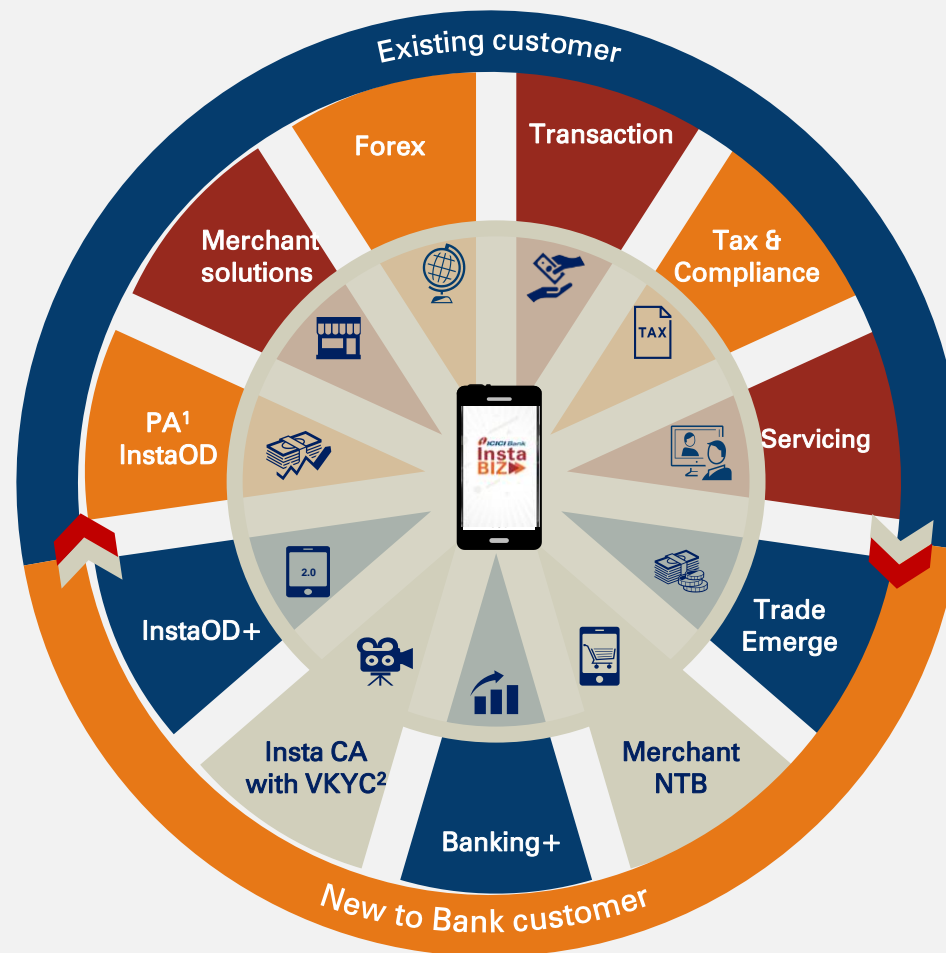 Existing customer
Forex
Transaction
Merchant
solutions
Tax &
Compliance
TAX
PA¹
InstaOD
Servicing
ICICI Bank
Insta
BIZ
2.0
InstaOD+
Trade
Emerge
Insta CA
with VKYC²
Merchant
NTB
Banking+
New to Bank customer